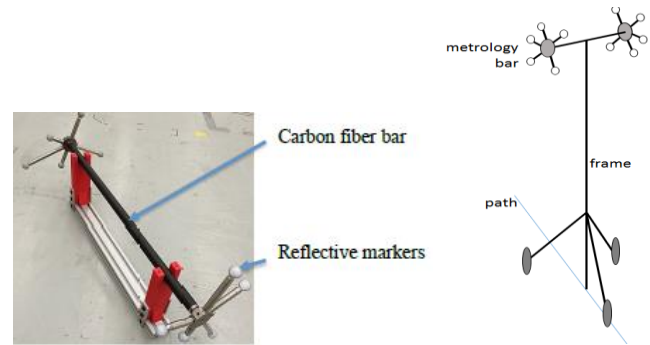 Carbon fiber bar
Reflective markers
metrology
bar
frame
path